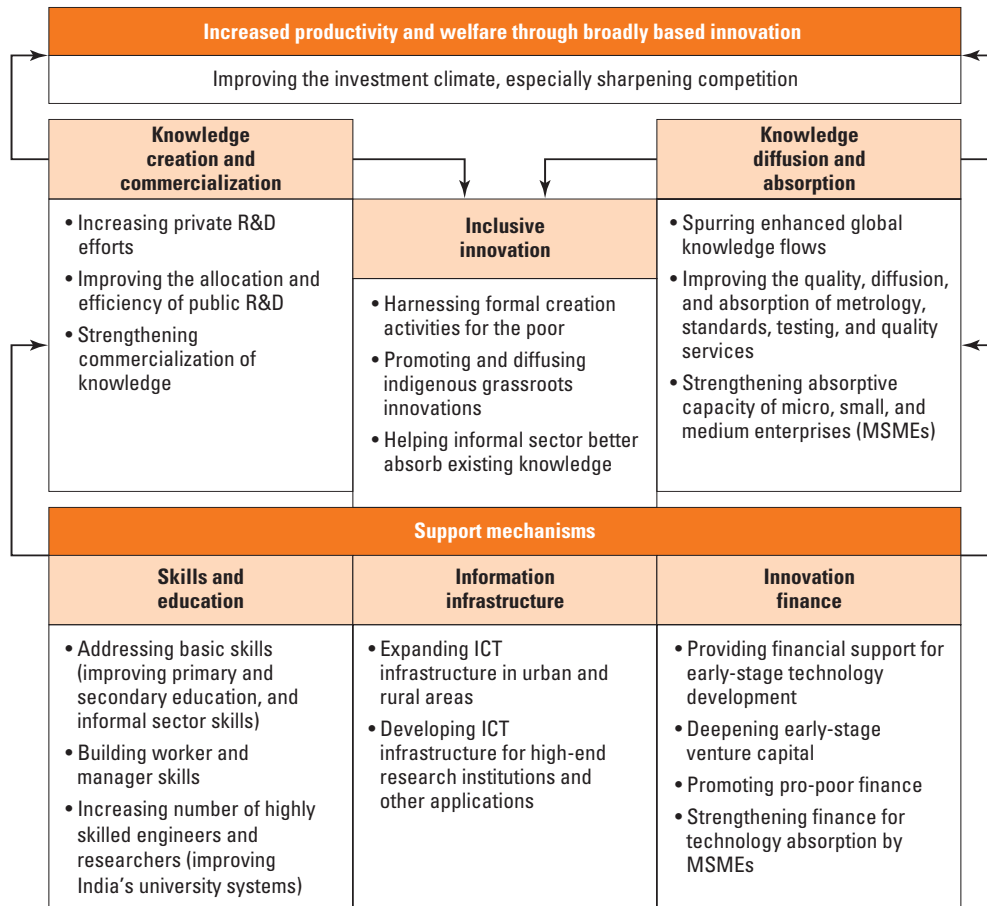 Increased productivity and welfare through broadly based innovation
Improving the investment climate, especially sharpening competition
Knowledge
creation and
commercialization
• Increasing private R&D
efforts
• Improving the allocation and
efficiency of public R&D
• Strengthening
commercialization of
knowledge
Inclusive
innovation
• Harnessing formal creation
activities for the poor
• Promoting and diffusing
indigenous grassroots
innovations
• Helping informal sector better
absorb existing knowledge
Knowledge
diffusion and
absorption
• Spurring enhanced global
knowledge flows
• Improving the quality, diffusion,
and absorption of metrology,
standards, testing, and quality
services
• Strengthening absorptive
capacity of micro, small, and
medium enterprises (MSMEs)
Support mechanisms
Skills and
education
• Addressing basic skills
(improving primary and
secondary education, and
informal sector skills)
• Building worker and
manager skills
• Increasing number of highly
skilled engineers and
researchers (improving
India's university systems)
Information
infrastructure
• Expanding ICT
infrastructure in urban and
rural areas
• Developing ICT
infrastructure for high-end
research institutions and
other applications
Innovation
finance
• Providing financial support for
early-stage technology
development
• Deepening early-stage
venture capital
• Promoting pro-poor finance
• Strengthening finance for
technology absorption by
MSMEs